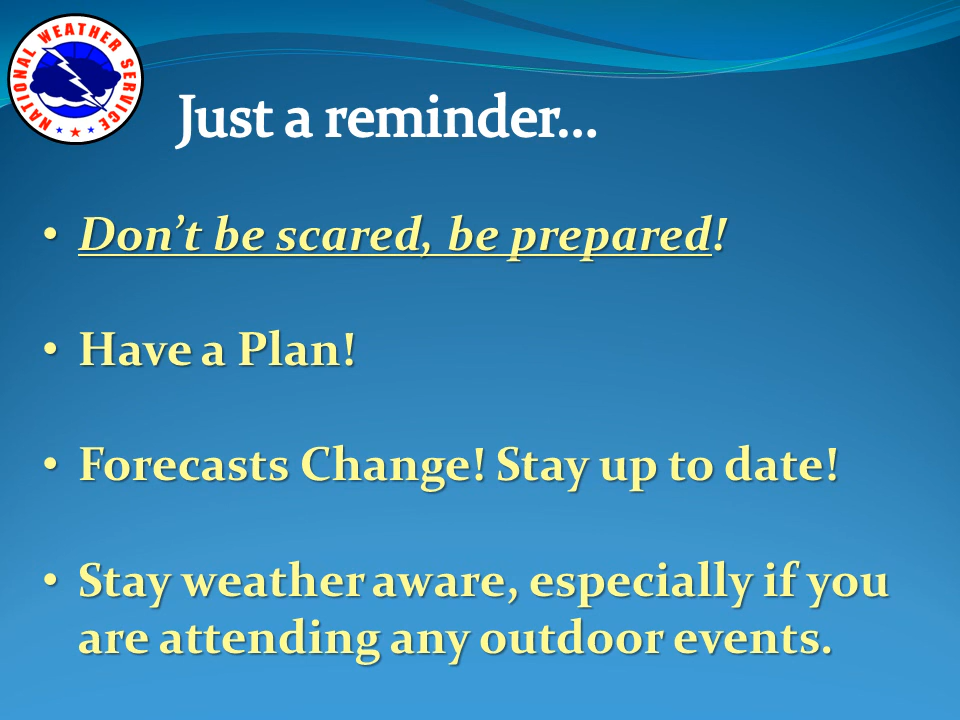 NATIONAL WEATHER SERVICE
Just a reminder...
• Don’t be scared, be prepared!
• Have a Plan!
• Forecasts Change! Stay up to date!
• Stay weather aware, especially if you
are attending any outdoor events.